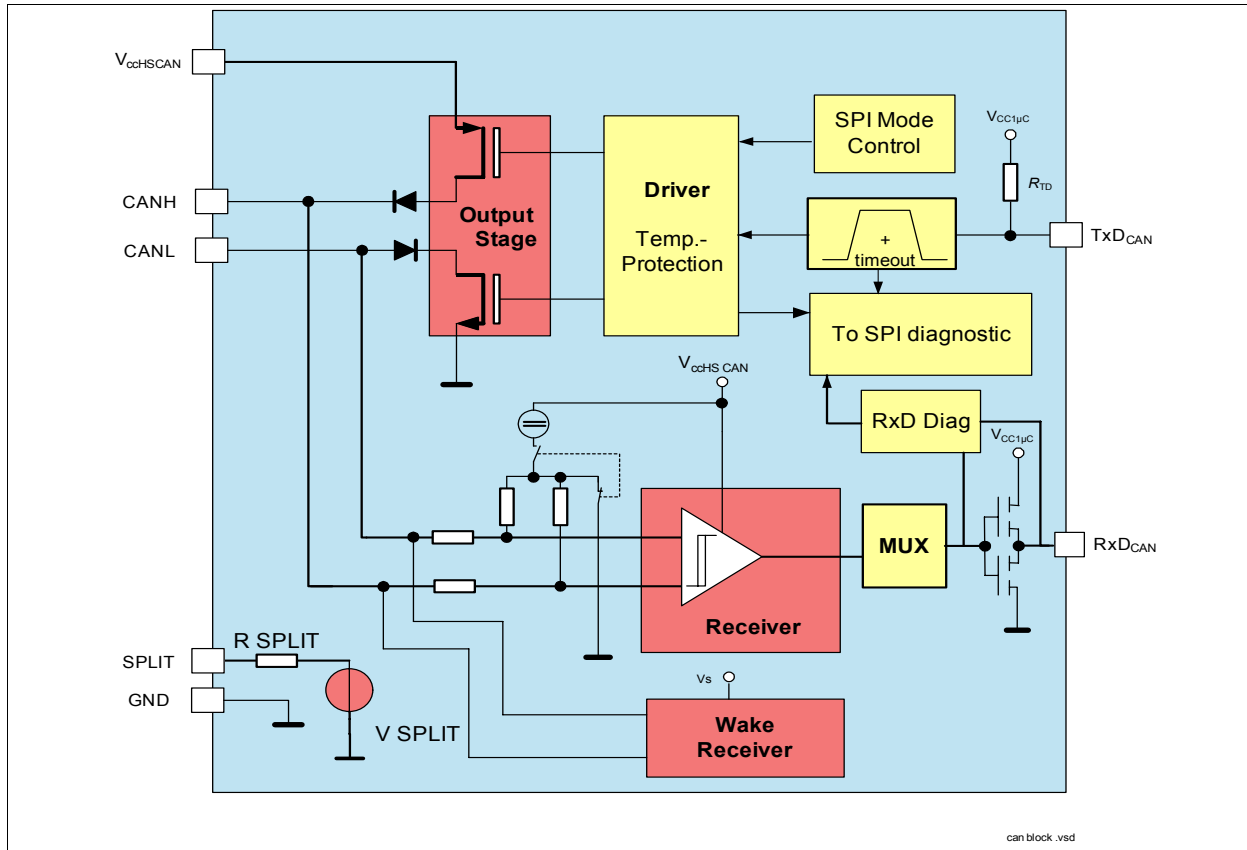 VccHSCAN
SPI Mode
Control
VCC1µC
RTD
CANH
CANL
Output
Stage
Driver
Temp.-
Protection
+
timeout
TxDCAN
To SPI diagnostic
VccHS CAN
RxD Diag
VCC1µC
MUX
RxDCAN
Receiver
R SPLIT
SPLIT
GND
V SPLIT
Vs
Wake
Receiver
can block .vsd